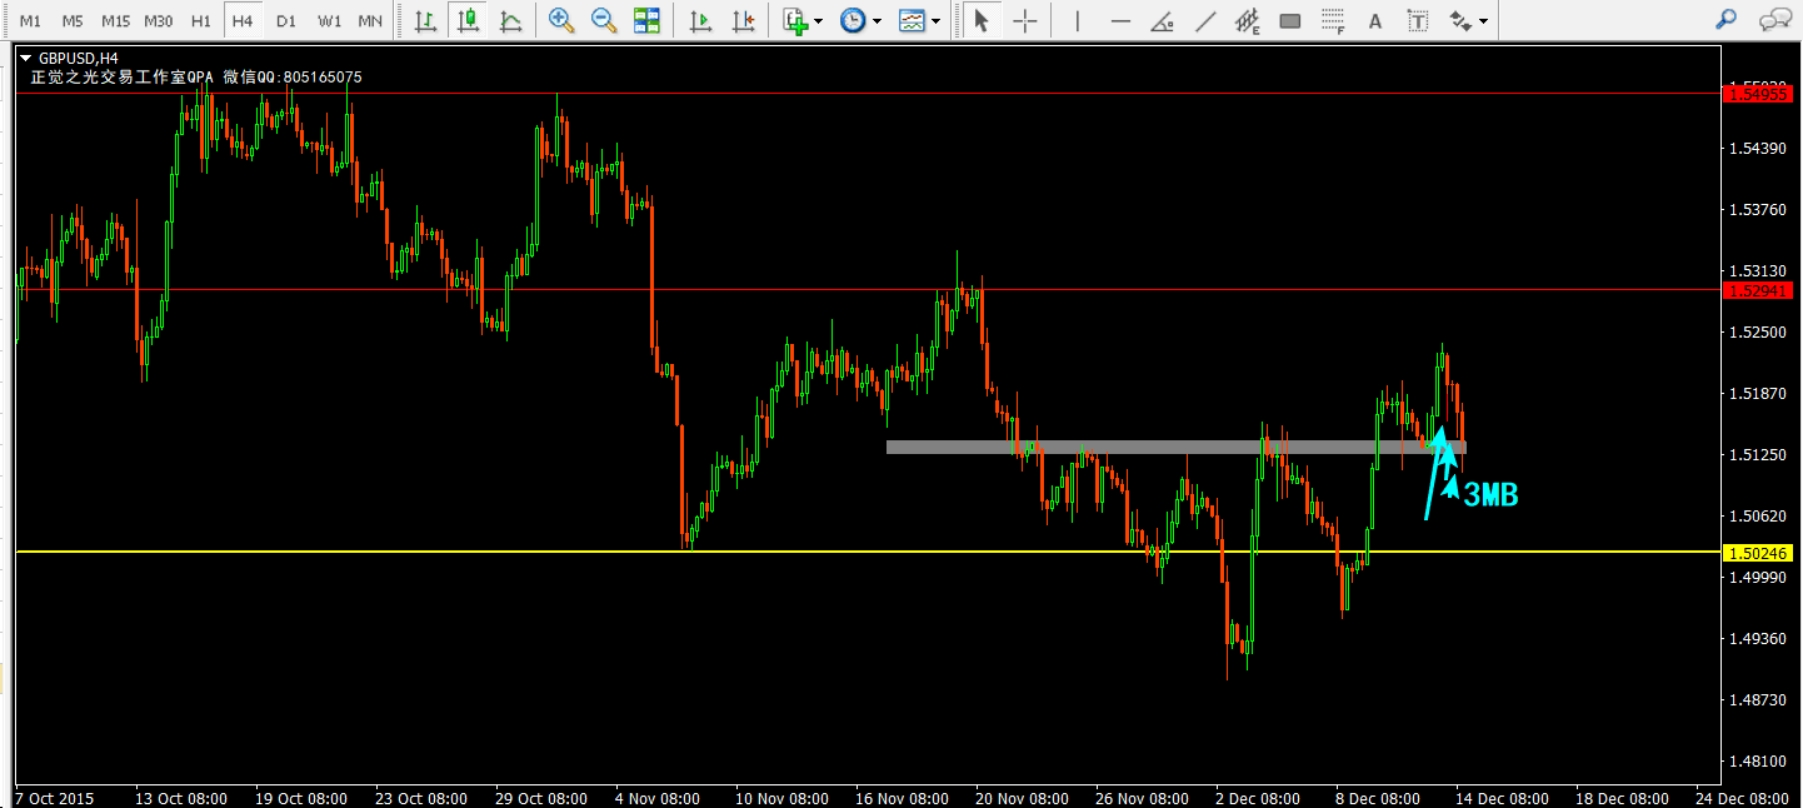 M1 M5 M15 M30 H1 H4 D1 W1 MN
E F A T
GBPUSD,H4
正觉之光交易工作室QPA 微信QQ:805165075
1.54955
1.54390
1.53760
1.53130
1.52941
1.52500
1.51870
1.51250
3MB
1.50620
1.50246
1.49990
1.49360
1.48730
1.48100
7 Oct 2015 13 Oct 08:00 19 Oct 08:00 23 Oct 08:00 29 Oct 08:00 4 Nov 08:00 10 Nov 08:00 16 Nov 08:00 20 Nov 08:00 26 Nov 08:00 2 Dec 08:00 8 Dec 08:00 14 Dec 08:00 18 Dec 08:00 24 Dec 08:00